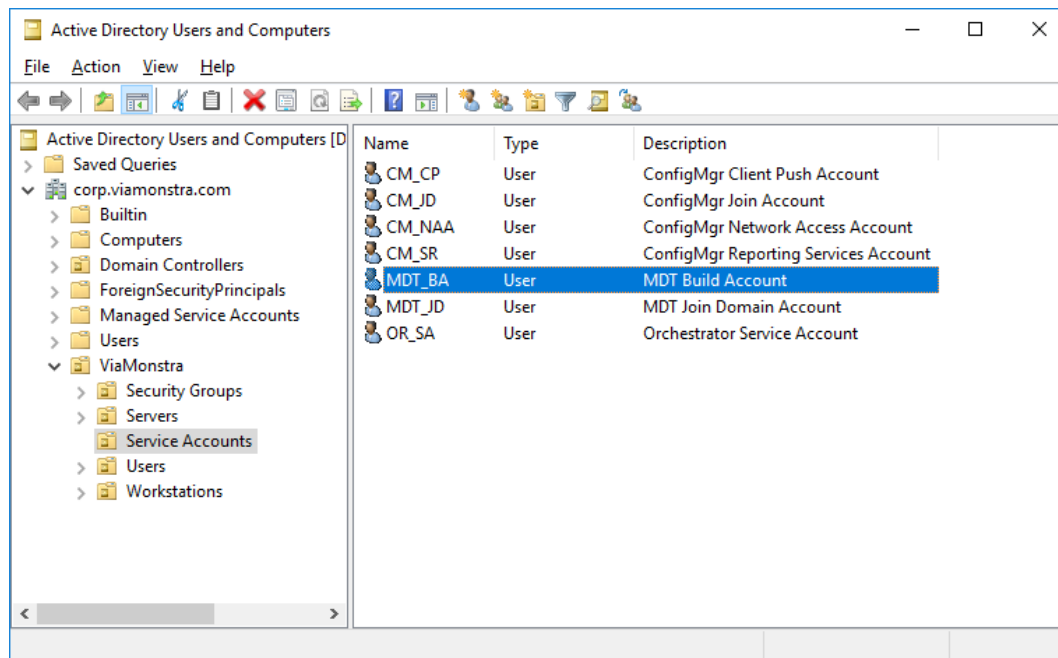 Active Directory Users and Computers
File Action View Help
Active Directory Users and Computers [D
Saved Queries
corp.viamonstra.com
Builtin
Computers
Domain Controllers
ForeignSecurityPrincipals
Managed Service Accounts
Users
ViaMonstra
Security Groups
Servers
Service Accounts
Users
Workstations
Name Type Description
CM_CP User ConfigMgr Client Push Account
CM_JD User ConfigMgr Join Account
CM_NAA User ConfigMgr Network Access Account
CM_SR User ConfigMgr Reporting Services Account
MDT_BA User MDT Build Account
MDT_JD User MDT Join Domain Account
OR_SA User Orchestrator Service Account